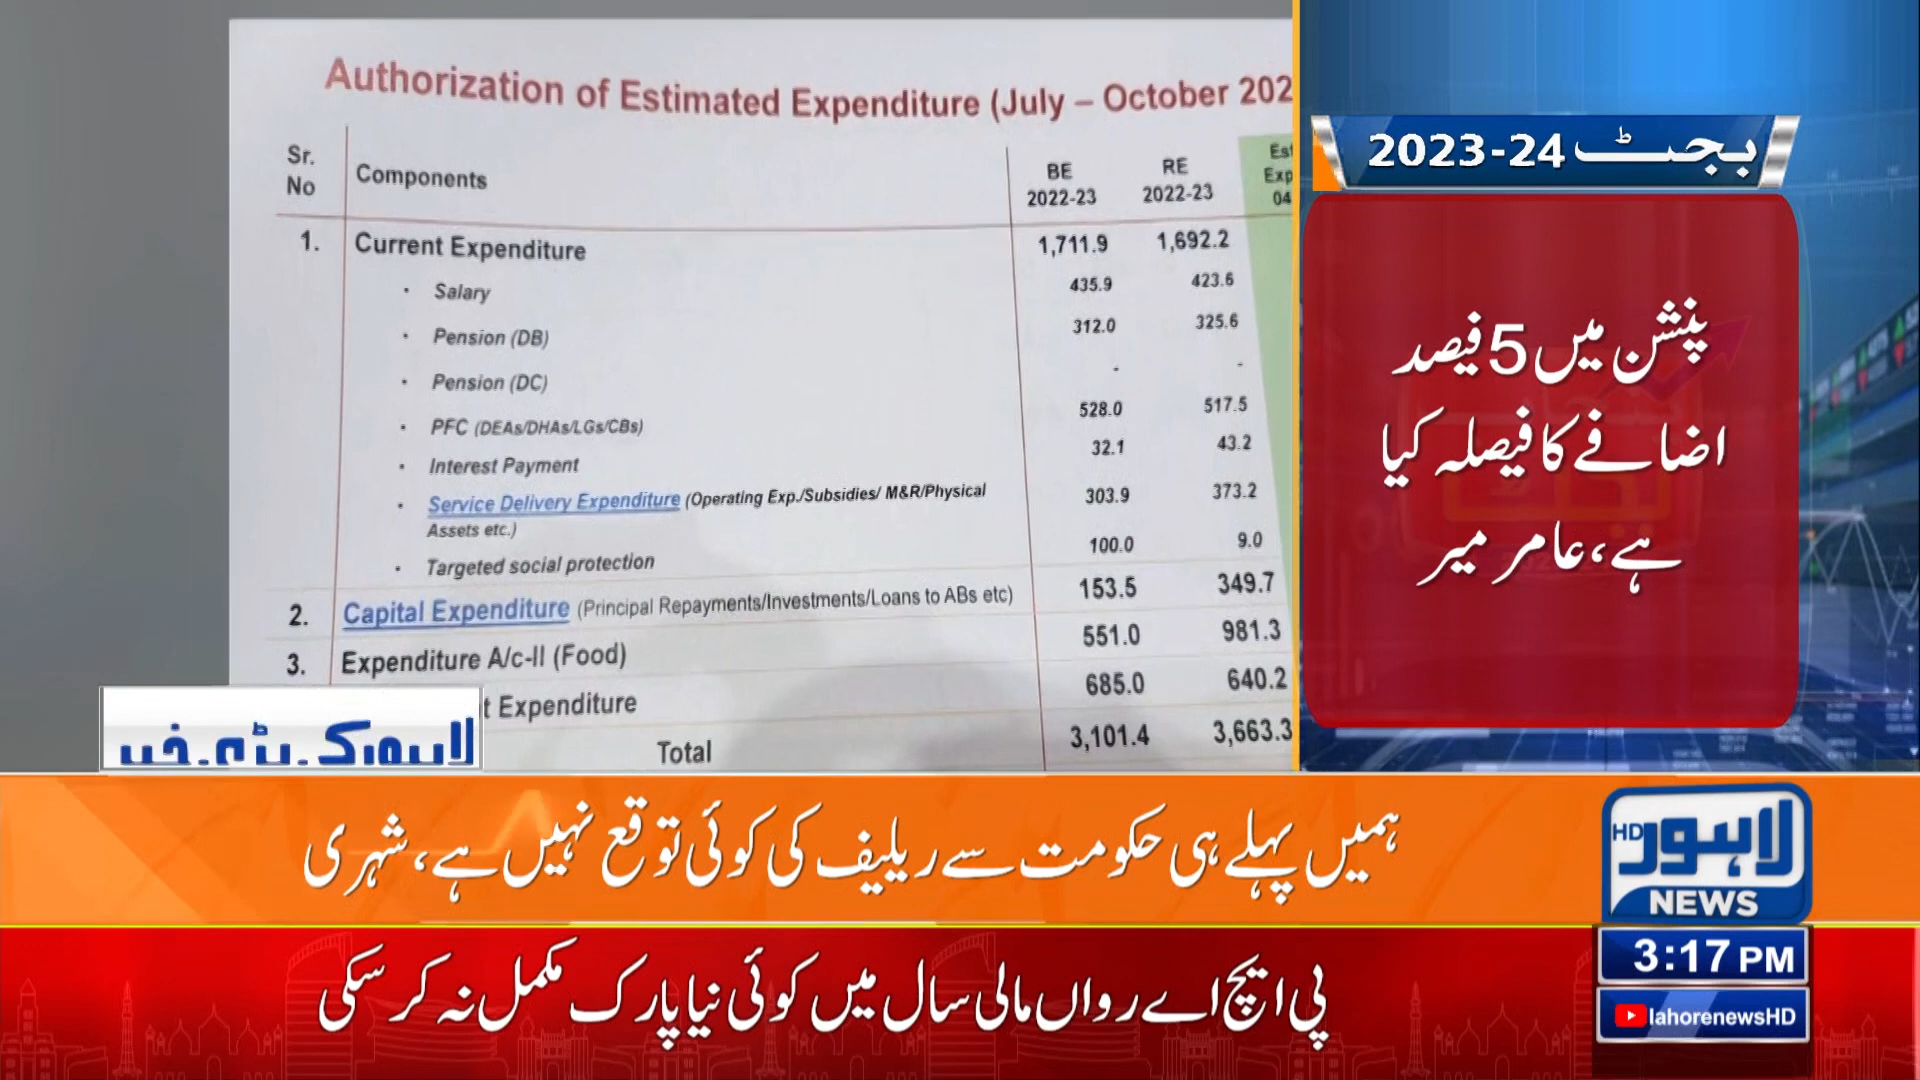 Authorization of Estimated Expenditure (July – October 202
Sr. No Components BE 2022-23 RE 2022-23 Est Exp 04
1. Current Expenditure 1,711.9 1,692.2
• Salary 435.9 423.6
• Pension (DB) 312.0 325.6
• Pension (DC) - -
• PFC (DEAs/DHAs/LGs/CBs) 528.0 517.5
• Interest Payment 32.1 43.2
• Service Delivery Expenditure (Operating Exp./Subsidies/ M&R/Physical 303.9 373.2
Assets etc.)
• Targeted social protection 100.0 9.0
2. Capital Expenditure (Principal Repayments/Investments/Loans to ABs etc) 153.5 349.7
3. Expenditure A/c-II (Food) 551.0 981.3
t Expenditure 685.0 640.2
Total 3,101.4 3,663.3
بجٹ 2023-24
پنشن میں 5 فیصد
اضافے کا فیصلہ کیا
ہے، عامر میر
ہمیں پہلے ہی حکومت سے ریلیف کی کوئی توقع نہیں ہے، شہری
پی ایچ اے رواں مالی سال میں کوئی نیا پارک مکمل نہ کر سکی
لاہور HD
NEWS
3:17 PM
lahorenewsHD